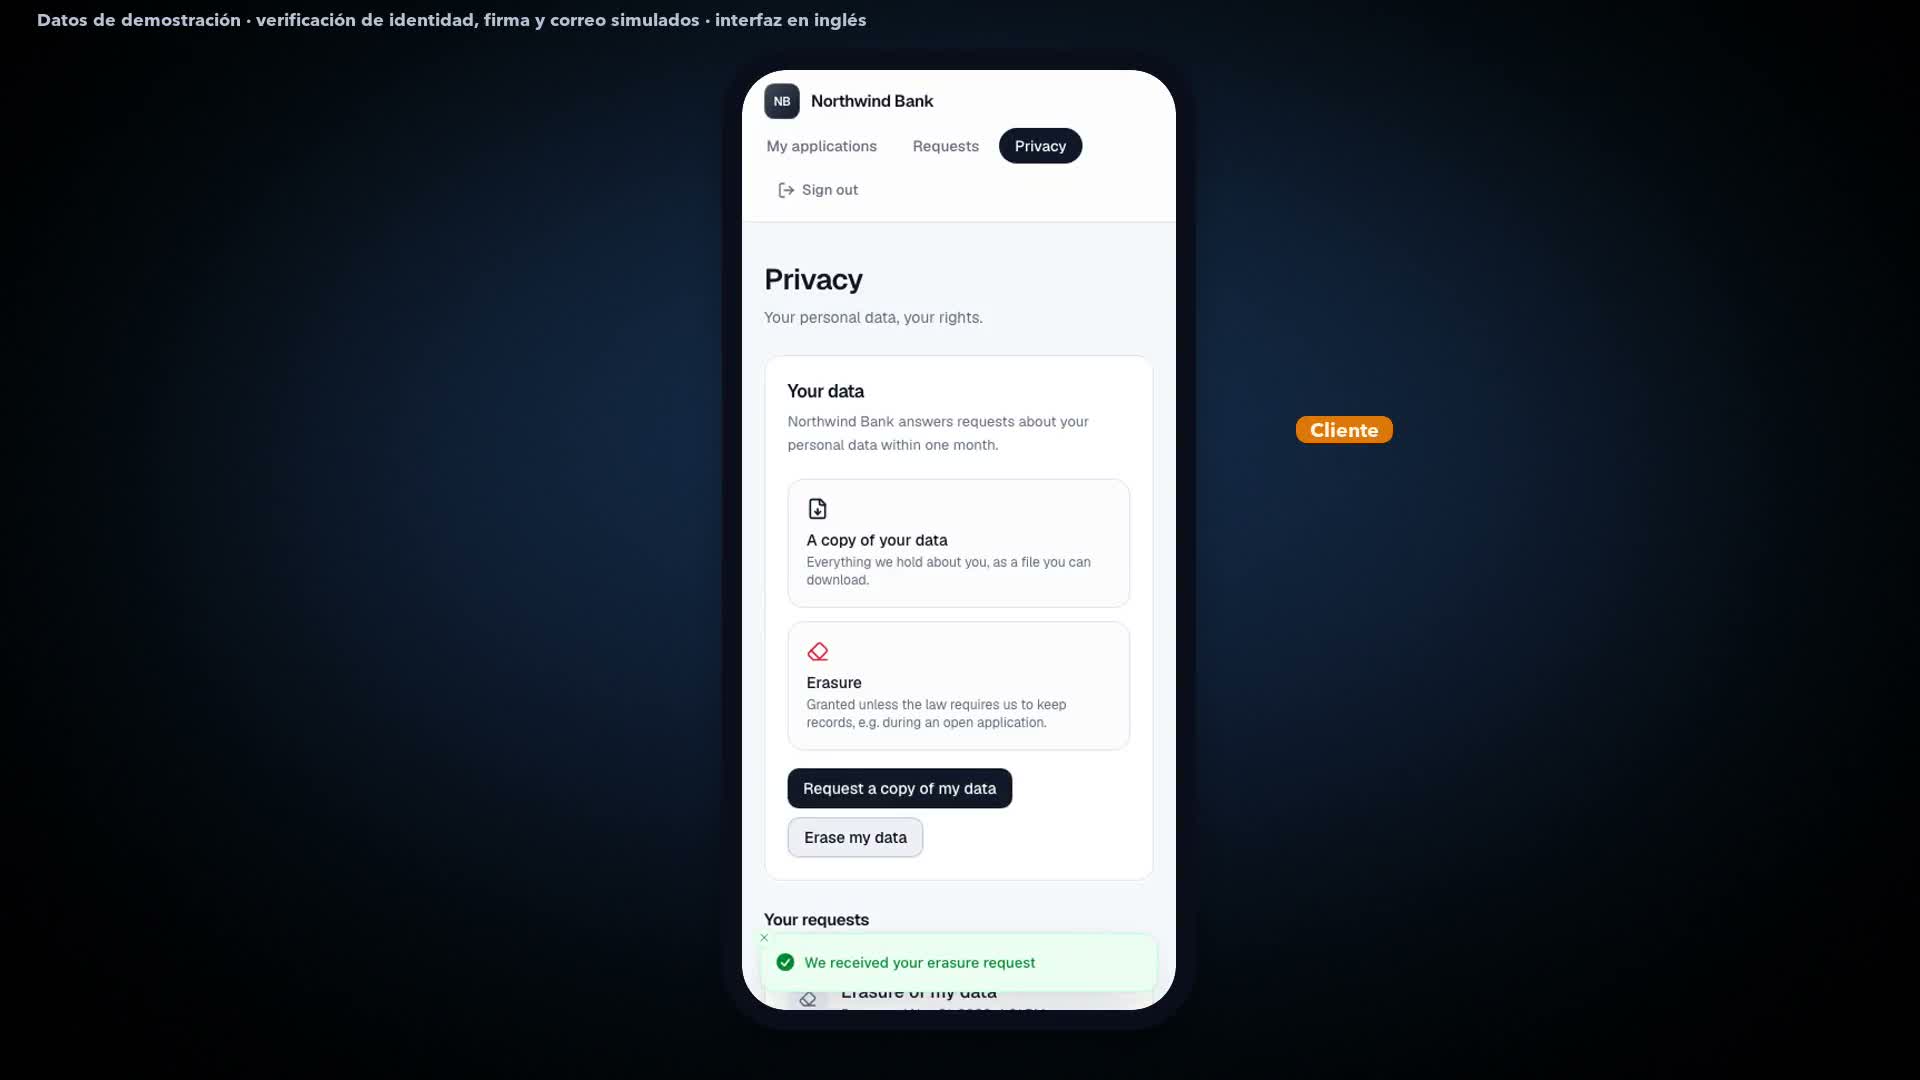 Datos de demostración · verificación de identidad, firma y correo simulados · interfaz en inglés
NB
Northwind Bank
My applications
Requests
Privacy
Sign out
Privacy
Your personal data, your rights.
Your data
Northwind Bank answers requests about your
personal data within one month.
A copy of your data
Everything we hold about you, as a file you can
download.
Erasure
Granted unless the law requires us to keep
records, e.g. during an open application.
Request a copy of my data
Erase my data
Your requests
We received your erasure request
Erasure of my data
Cliente